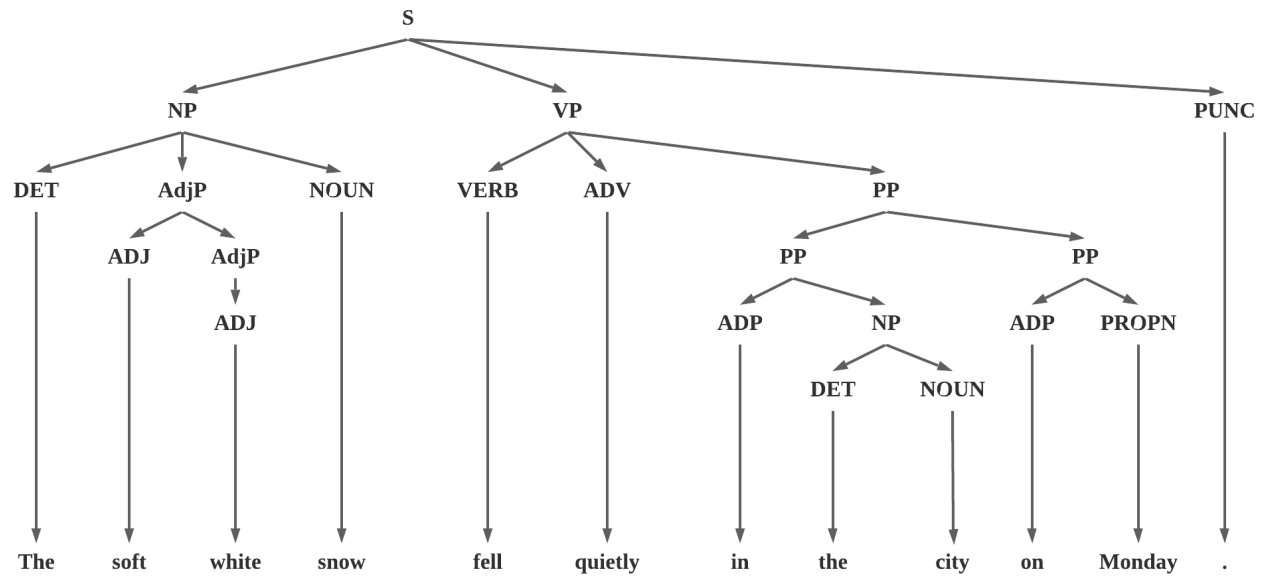 S
NP VP PUNC
DET AdjP NOUN VERB ADV PP
ADJ AdjP PP PP
ADJ ADP NP ADP PROPN
DET NOUN
The soft white snow fell quietly in the city on Monday .